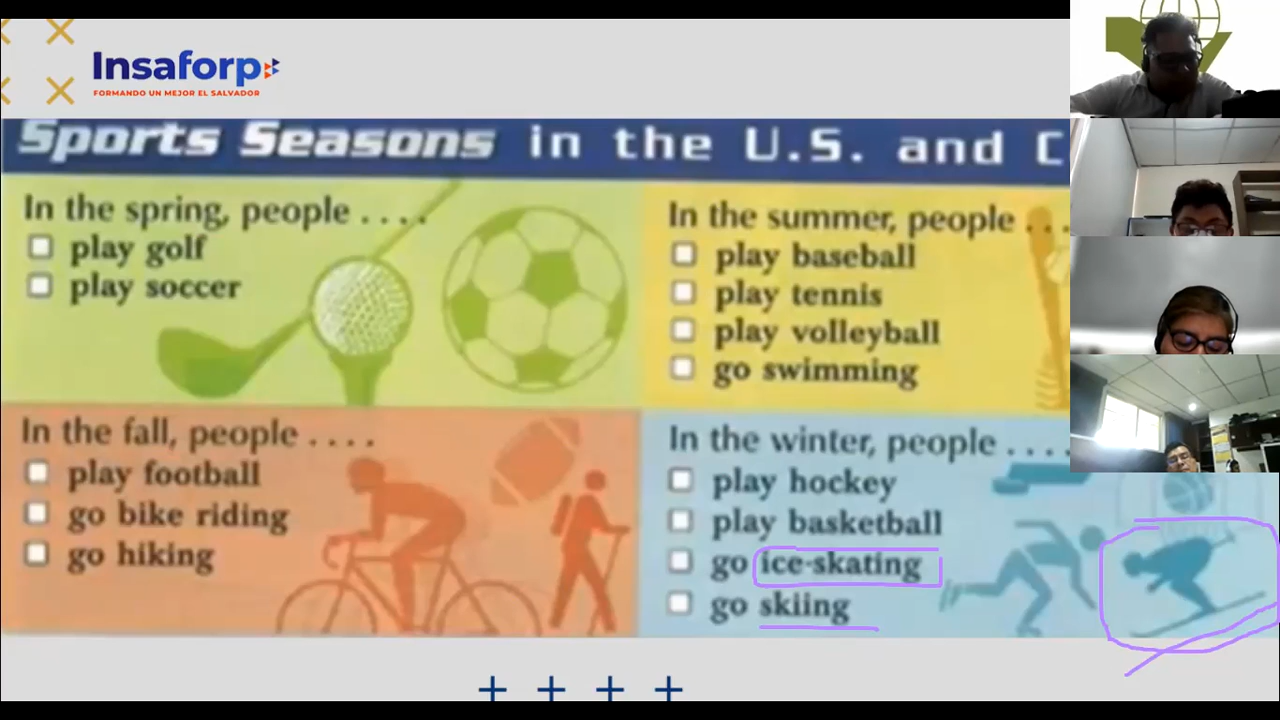 Insaforp
FORMANDO UN MEJOR EL SALVADOR
Sports Seasons in the U.S. and C
In the spring, people . . . .
play golf
play soccer
In the summer, people . . .
play baseball
play tennis
play volleyball
go swimming
In the fall, people . . . .
play football
go bike riding
go hiking
In the winter, people . . . .
play hockey
play basketball
go ice-skating
go skiing